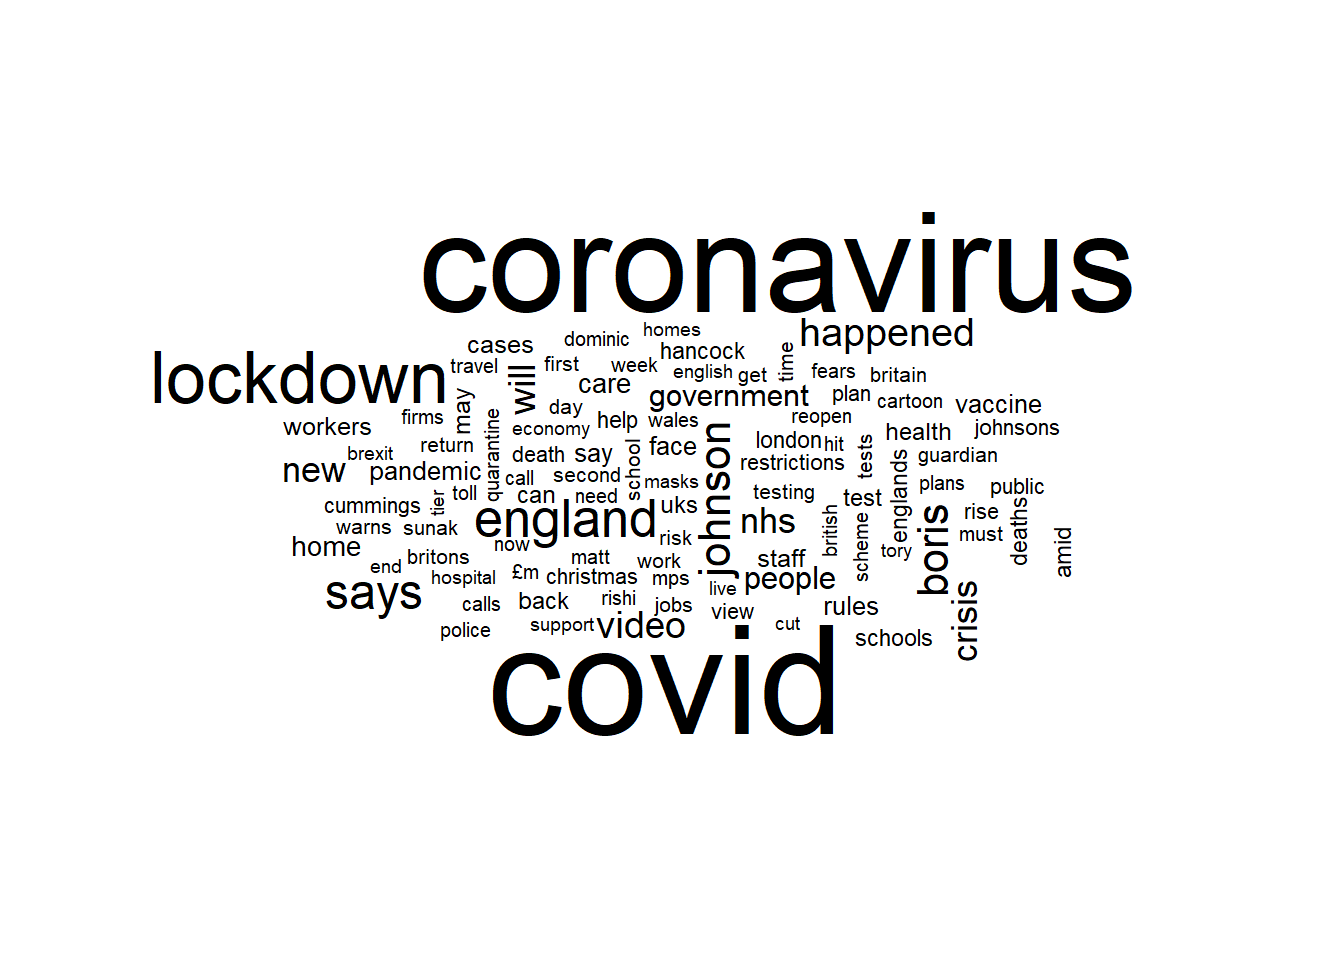 coronavirus
happened
homes
dominic
cases
hancock
time
lockdown
travel
first
week
english
get
fears
britain
will
care
government
plan
cartoon
vaccine
may
day
firms
help
wales
reopen
workers
economy
johnsons
quarantine
return
face
johnson
london
hit
health
brexit
death
say
school
restrictions
tests
guardian
new
pandemic
call
second
masks
englands
plans
public
tier
toll
can
need
testing
test
cummings
england
uks
nhs
british
boris
rise
deaths
warns
sunak
risk
scheme
must
amid
home
britons
now
matt
work
staff
tory
end
hospital
£m
christmas
mps
live
people
says
calls
back
rishi
jobs
view
rules
crisis
police
support
video
cut
schools
covid